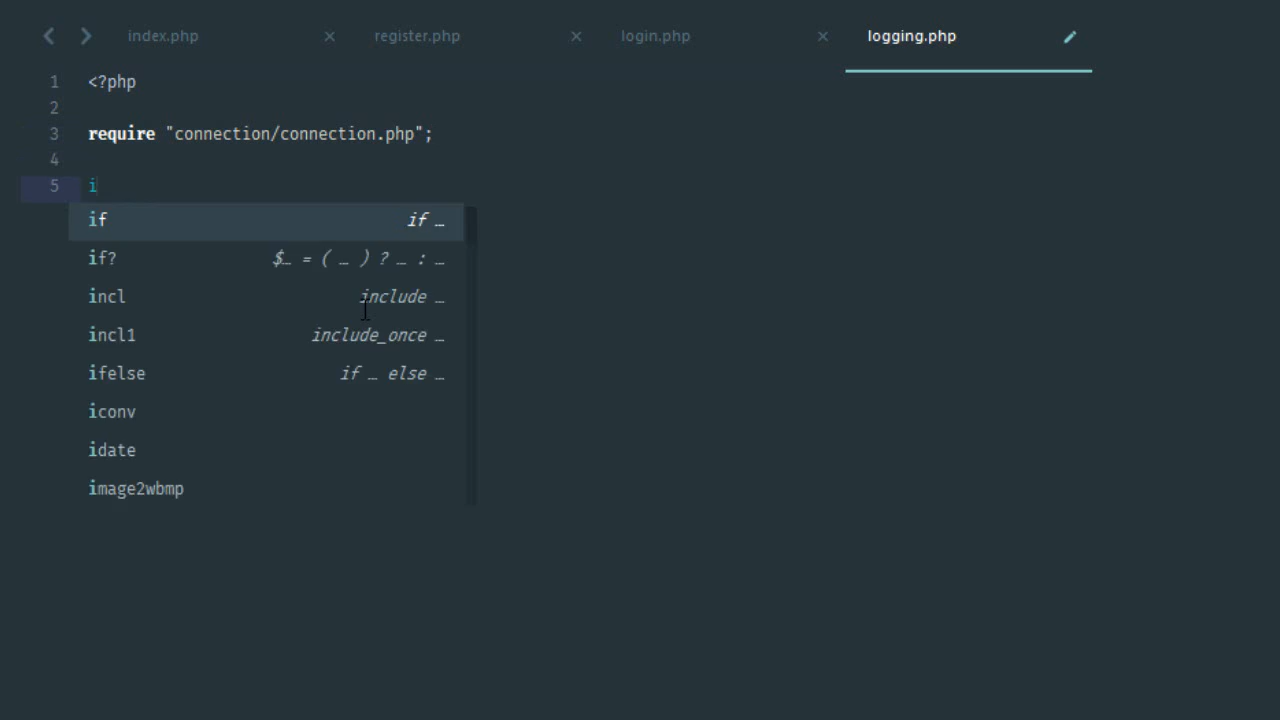 index.php register.php login.php logging.php
1 <?php
2
3 require "connection/connection.php";
4
5 i
if if …
if? $_ = ( … ) ? … : …
incl include …
incl1 include_once …
ifelse if … else …
iconv
idate
image2wbmp